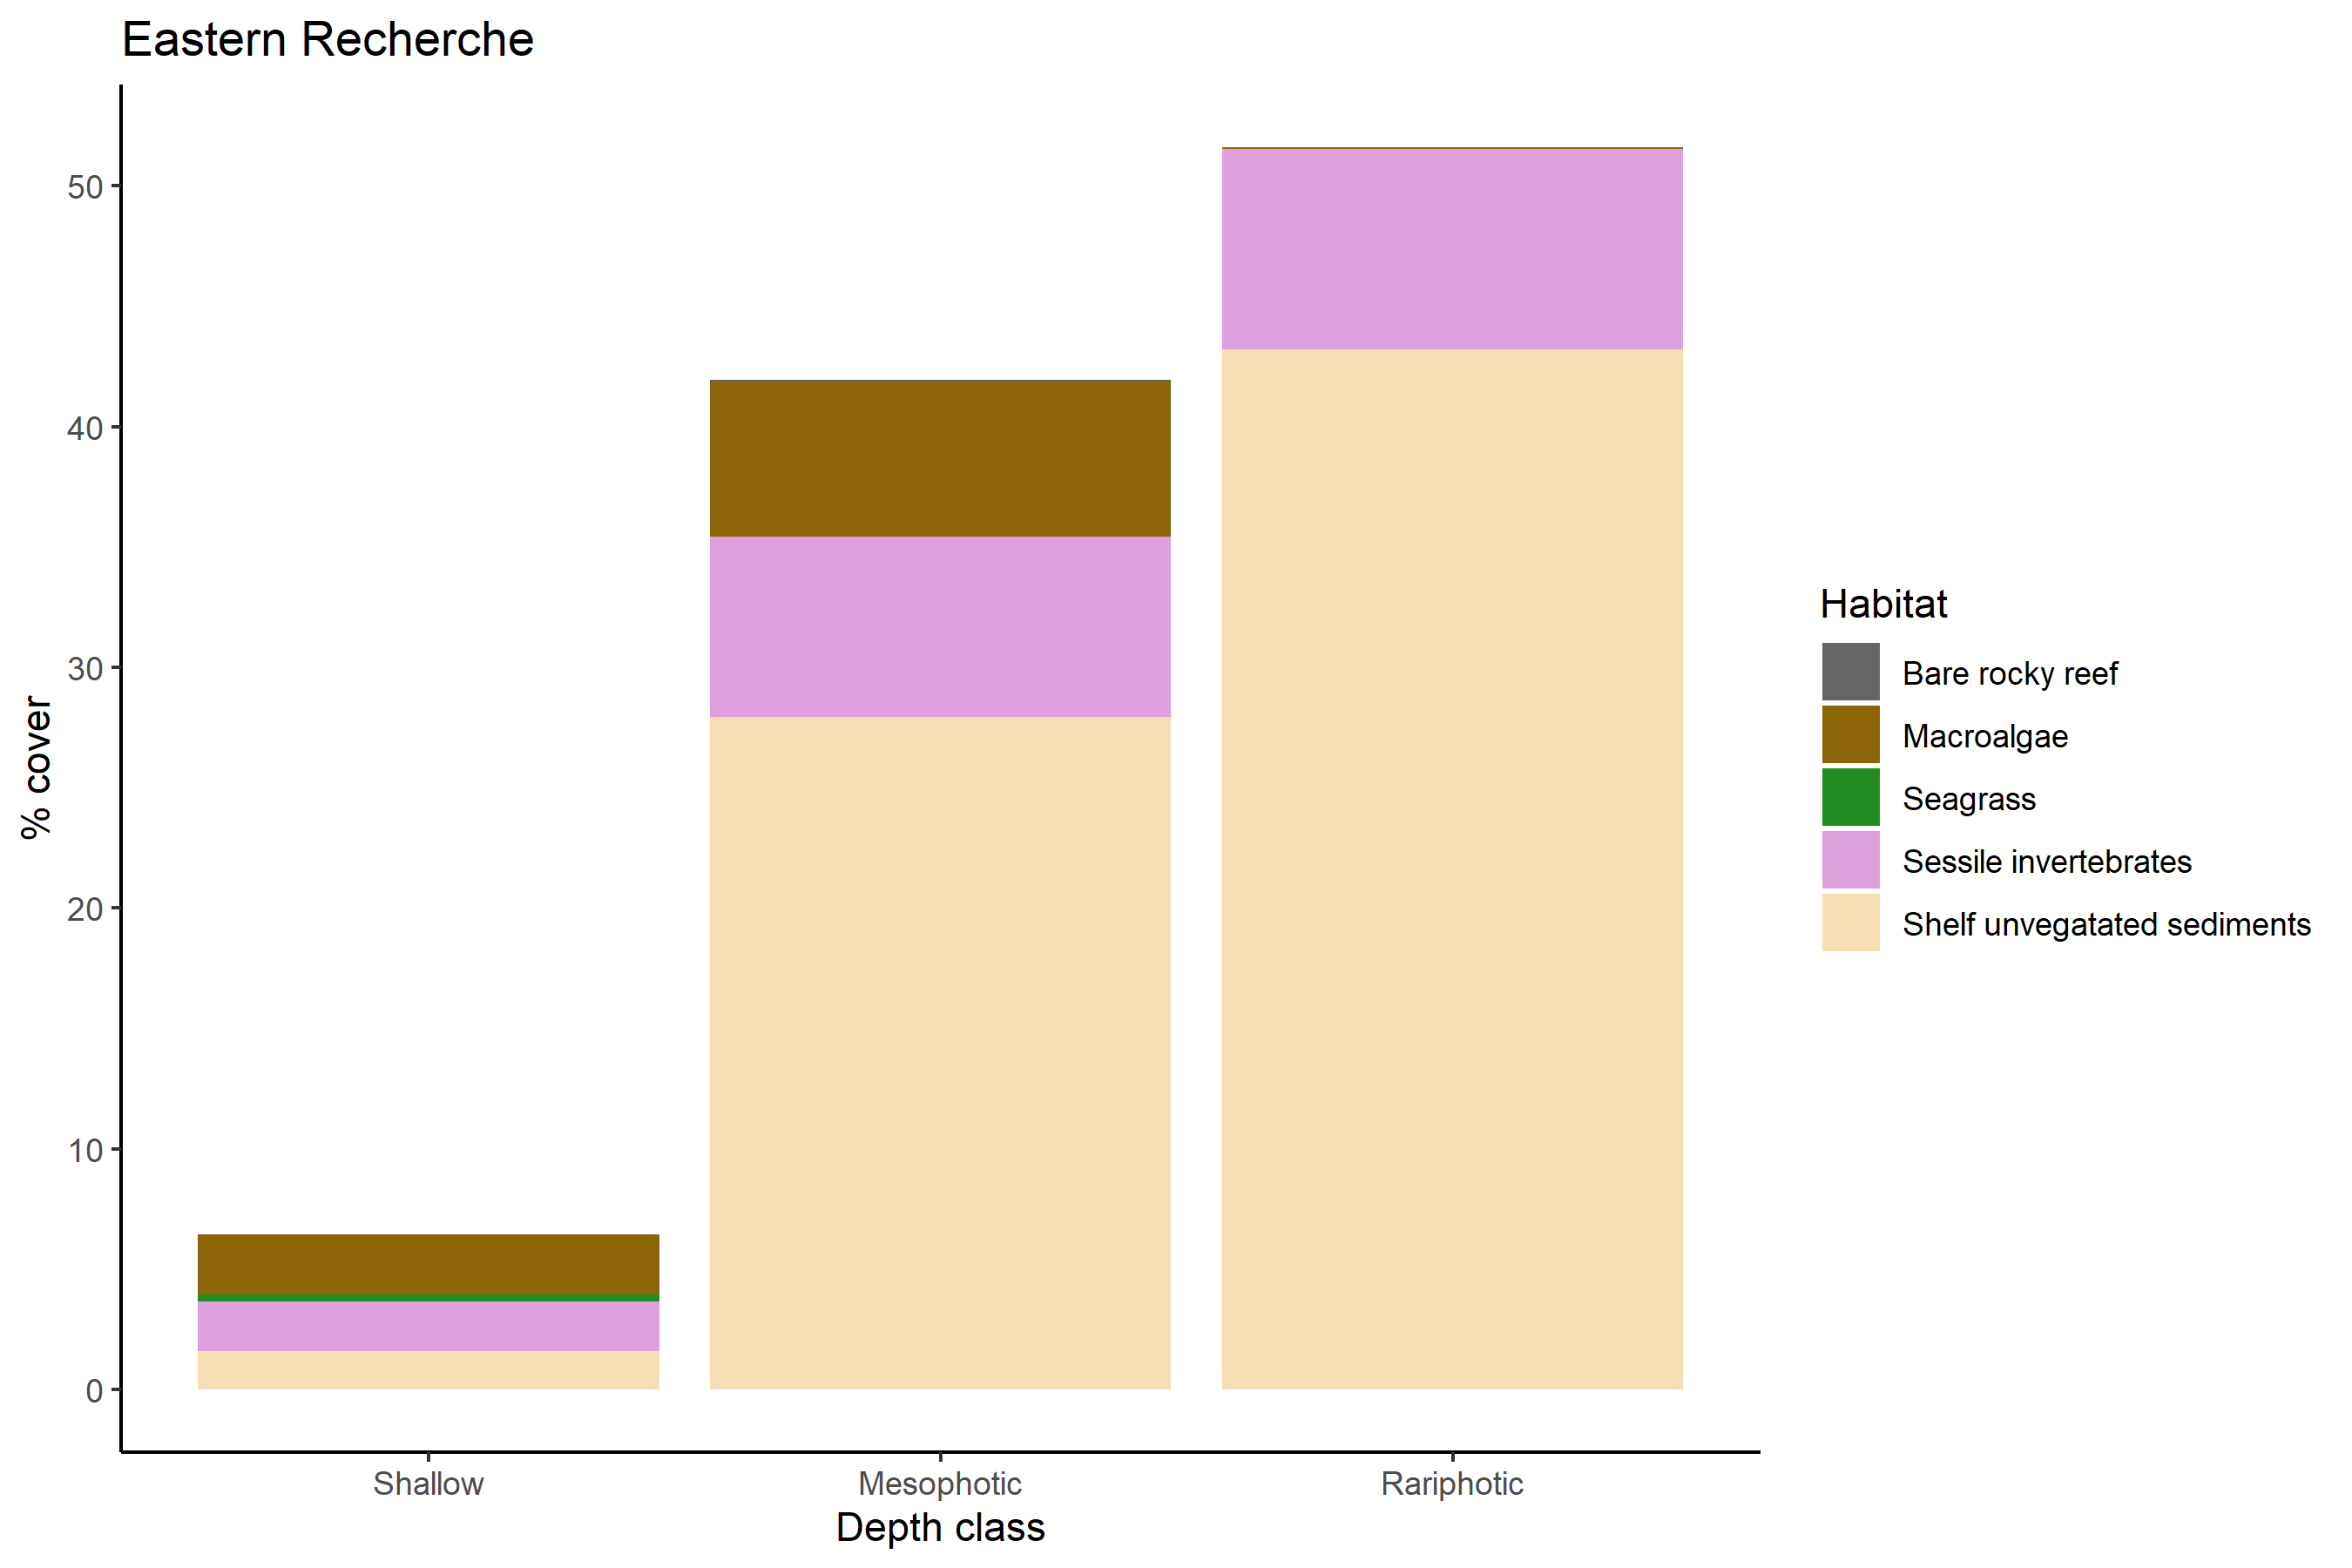 Eastern Recherche
% cover
50
40
30
20
10
0
Shallow
Mesophotic
Rariphotic
Depth class
Habitat
Bare rocky reef
Macroalgae
Seagrass
Sessile invertebrates
Shelf unvegatated sediments